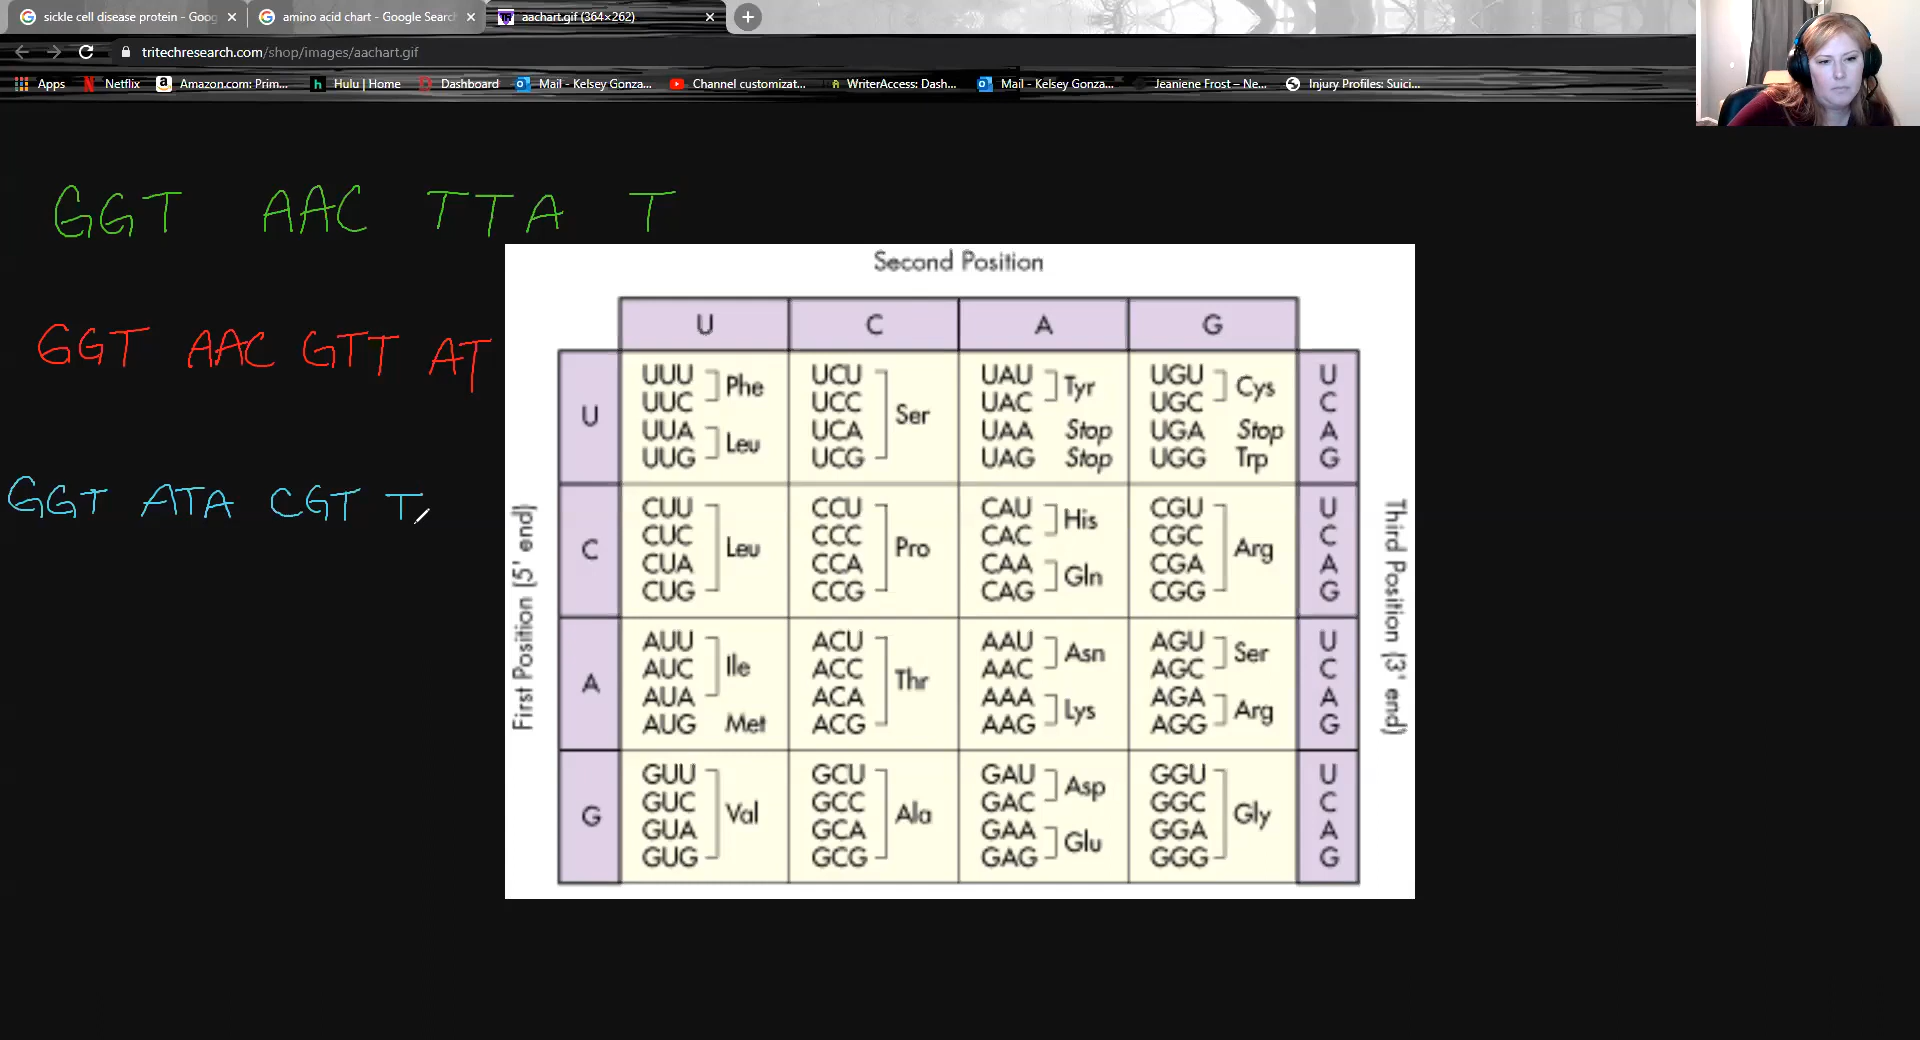 sickle cell disease protein - Goog
amino acid chart - Google Search
aachart.gif (364×262)
tritechresearch.com/shop/images/aachart.gif
Apps
Netflix
Amazon.com: Prim...
Hulu | Home
Dashboard
Mail - Kelsey Gonza...
Channel customizat...
WriterAccess: Dash...
Mail - Kelsey Gonza...
Jeaniene Frost – Ne...
Injury Profiles: Suici...
GGT AAC TTA T
GGT AAC GTT AT
GGT ATA CGT T
Second Position
U C A G
First Position (5' end)
Third Position (3' end)
U
UUU Phe UCU Ser UAU Tyr UGU Cys U
UUC UCC UAC UGC C
UUA Leu UCA UAA Stop UGA Stop A
UUG UCG UAG Stop UGG Trp G
C
CUU Leu CCU Pro CAU His CGU Arg U
CUC CCC CAC CGC C
CUA CCA CAA Gln CGA A
CUG CCG CAG CGG G
A
AUU Ile ACU Thr AAU Asn AGU Ser U
AUC ACC AAC AGC C
AUA ACA AAA Lys AGA Arg A
AUG Met ACG AAG AGG G
G
GUU Val GCU Ala GAU Asp GGU Gly U
GUC GCC GAC GGC C
GUA GCA GAA Glu GGA A
GUG GCG GAG GGG G